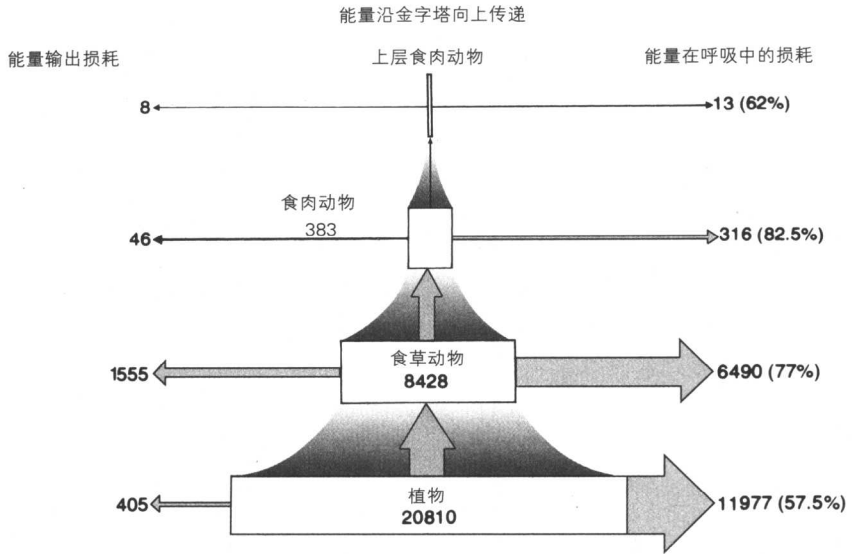 能量沿金字塔向上传递
能量输出损耗
上层食肉动物
能量在呼吸中的损耗
8
13 (62%)
食肉动物
383
46
316 (82.5%)
食草动物
8428
1555
6490 (77%)
植物
20810
405
11977 (57.5%)